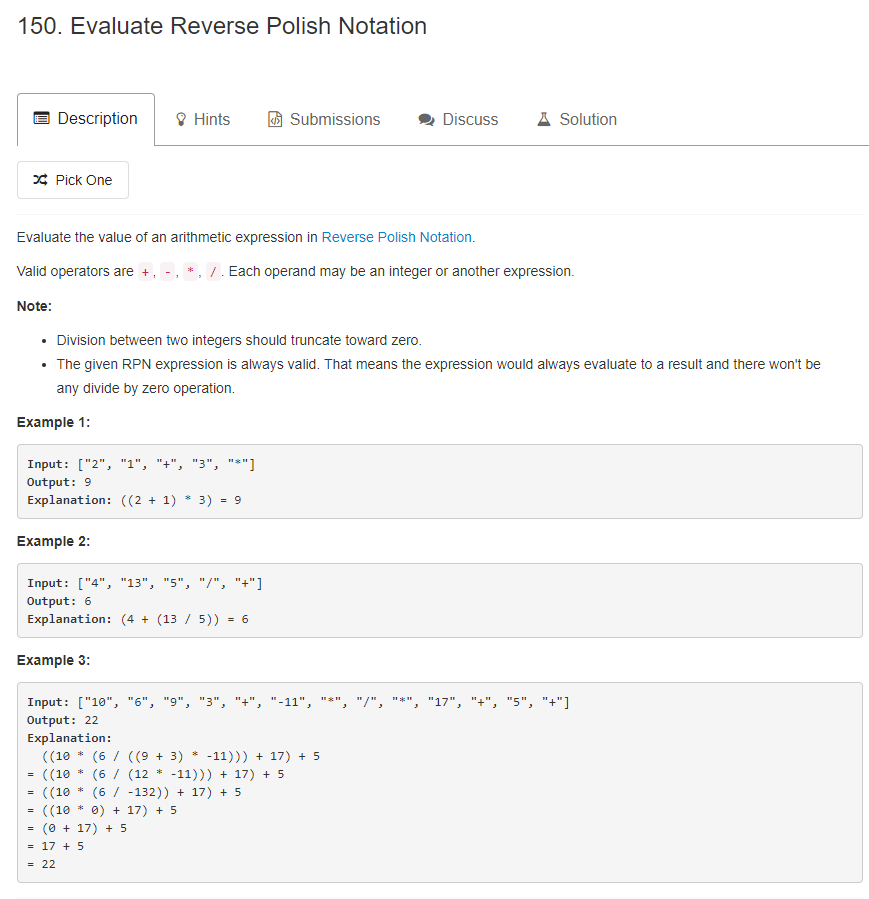 150. Evaluate Reverse Polish Notation
Description Hints Submissions Discuss Solution
Pick One
Evaluate the value of an arithmetic expression in Reverse Polish Notation.
Valid operators are +, -, *, /. Each operand may be an integer or another expression.
Note:
• Division between two integers should truncate toward zero.
• The given RPN expression is always valid. That means the expression would always evaluate to a result and there won't be
any divide by zero operation.
Example 1:
Input: ["2", "1", "+", "3", "*"]
Output: 9
Explanation: ((2 + 1) * 3) = 9
Example 2:
Input: ["4", "13", "5", "/", "+"]
Output: 6
Explanation: (4 + (13 / 5)) = 6
Example 3:
Input: ["10", "6", "9", "3", "+", "-11", "*", "/", "*", "17", "+", "5", "+"]
Output: 22
Explanation:
((10 * (6 / ((9 + 3) * -11))) + 17) + 5
= ((10 * (6 / (12 * -11))) + 17) + 5
= ((10 * (6 / -132)) + 17) + 5
= ((10 * 0) + 17) + 5
= (0 + 17) + 5
= 17 + 5
= 22